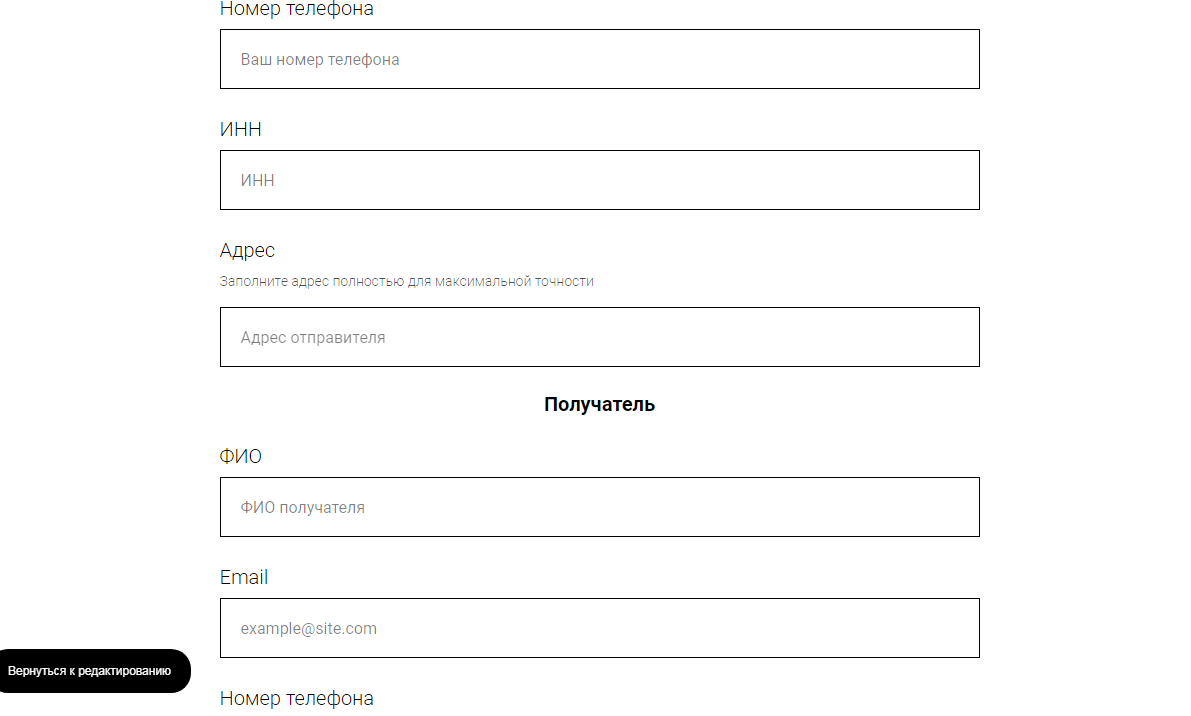 Номер телефона
Ваш номер телефона
ИНН
ИНН
Адрес
Заполните адрес полностью для максимальной точности
Адрес отправителя
Получатель
ФИО
ФИО получателя
Email
example@site.com
Вернуться к редактированию
Номер телефона